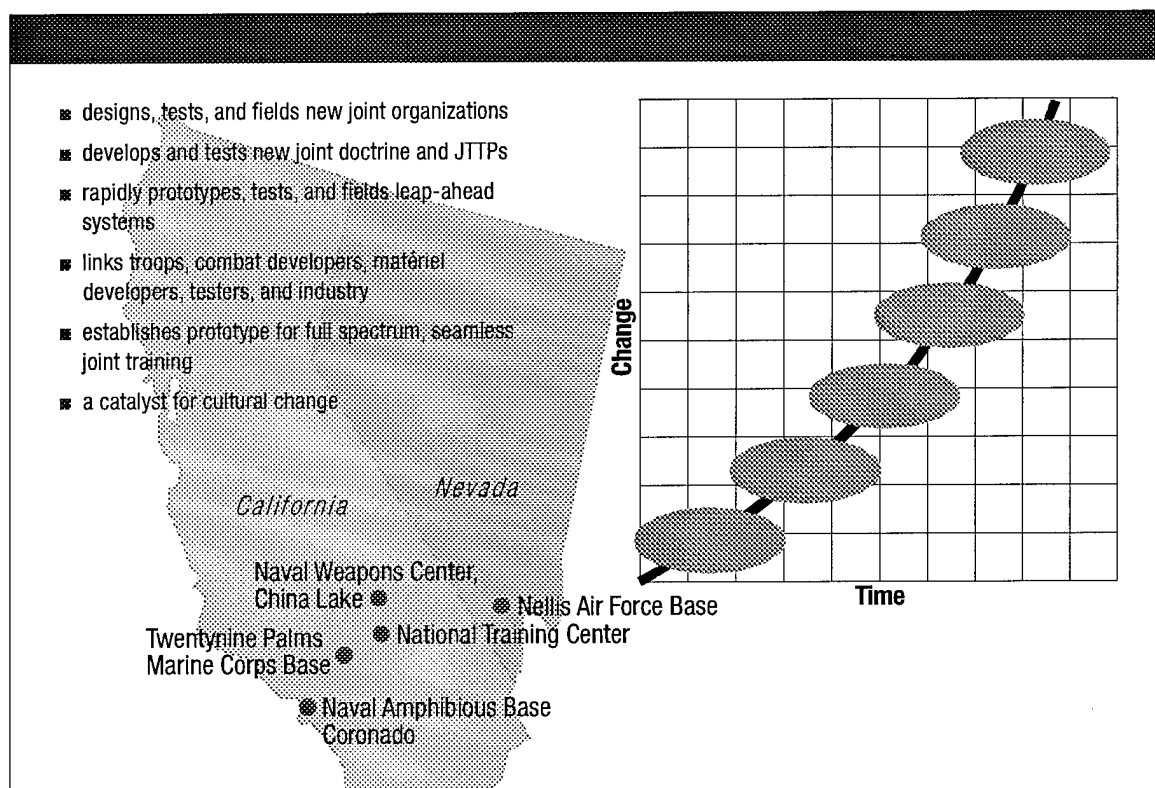 designs, tests, and fields new joint organizations
develops and tests new joint doctrine and JTTPs
rapidly prototypes, tests, and fields leap-ahead
systems
links troops, combat developers, matériel
developers, testers, and industry
establishes prototype for full spectrum, seamless
joint training
a catalyst for cultural change
California
Nevada
Naval Weapons Center,
China Lake
Nellis Air Force Base
National Training Center
Twentynine Palms
Marine Corps Base
Naval Amphibious Base
Coronado
Change
Time